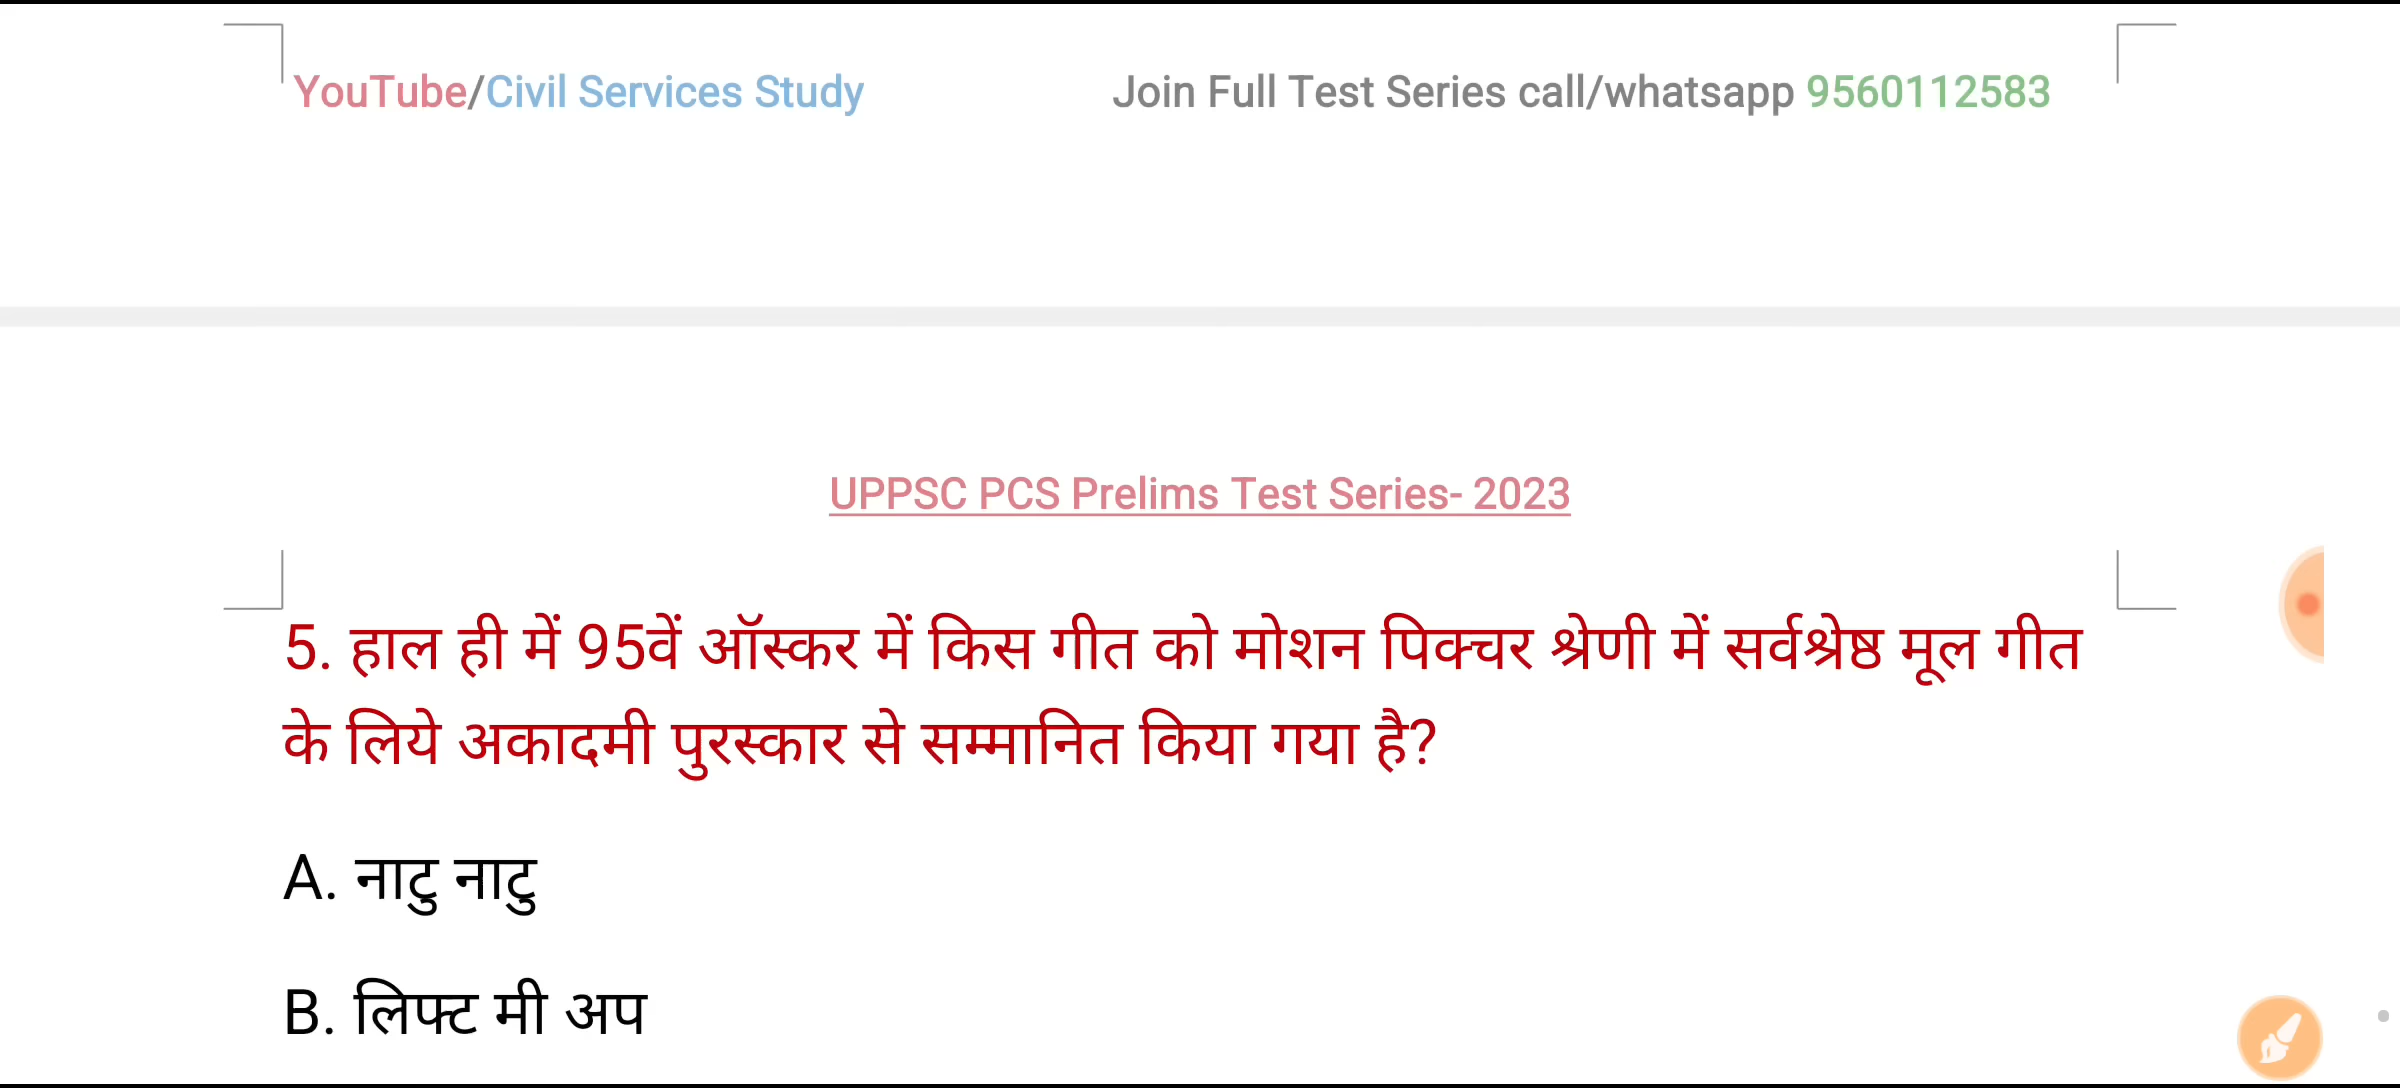 YouTube/Civil Services Study Join Full Test Series call/whatsapp 9560112583
UPPSC PCS Prelims Test Series- 2023
5. हाल ही में 95वें ऑस्कर में किस गीत को मोशन पिक्चर श्रेणी में सर्वश्रेष्ठ मूल गीत
के लिये अकादमी पुरस्कार से सम्मानित किया गया है?
A. नाटु नाटु
B. लिफ्ट मी अप